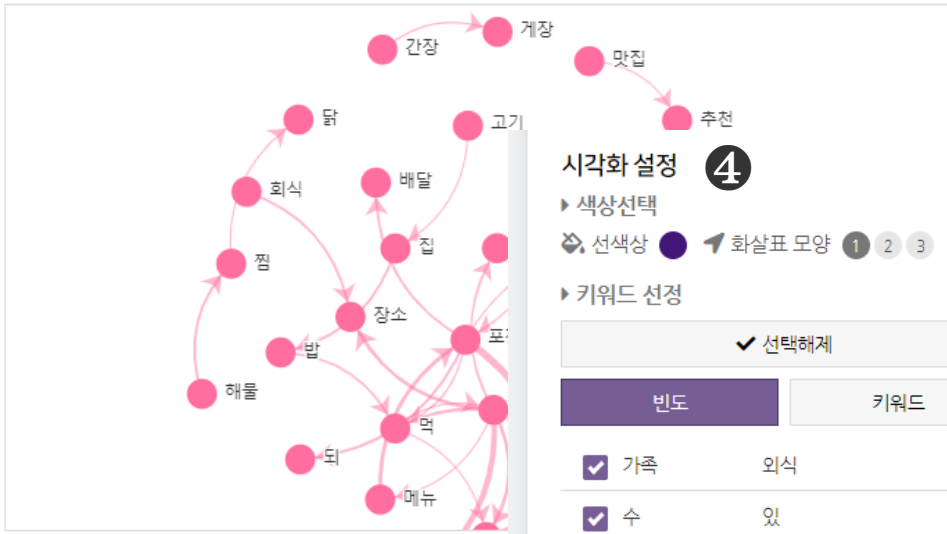 간장
게장
맛집
추천
닭
고기
회식
배달
찜
집
장소
밥
해물
먹
되
메뉴
시각화 설정 4
색상선택
선색상 화살표 모양 1 2 3
키워드 선정
선택해제
빈도 키워드
가족 외식
수 있